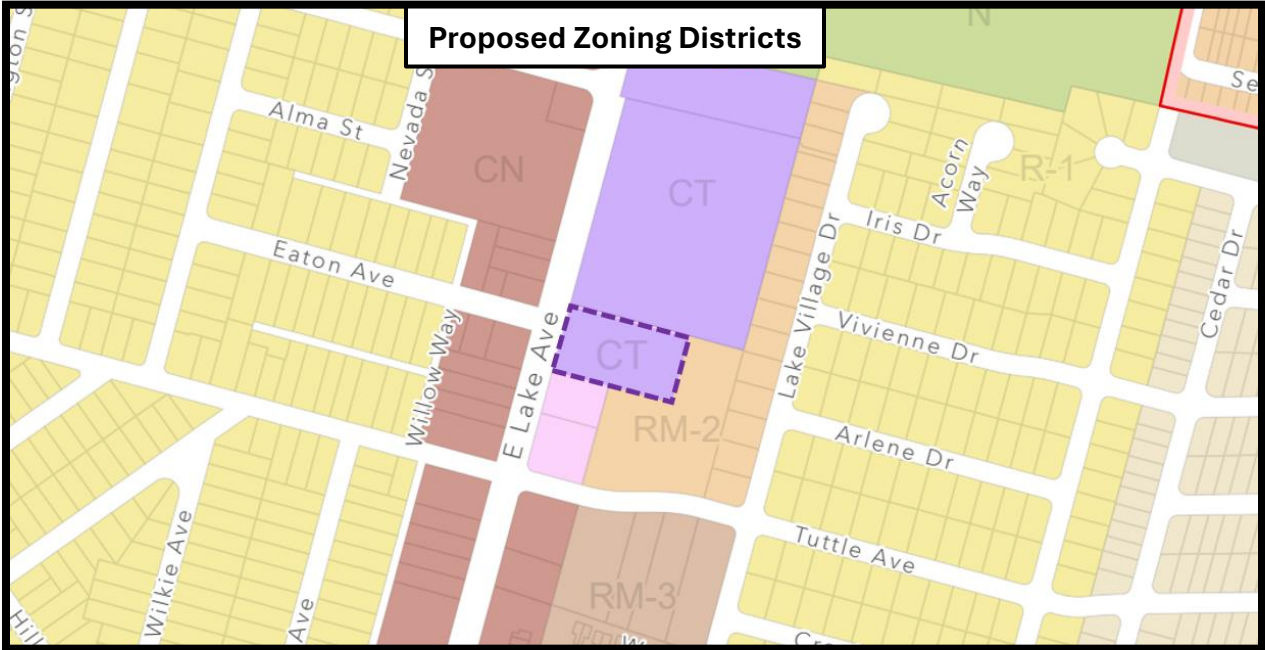 Proposed Zoning Districts
N
Alma St
Nevada S
CN
CT
Acorn
Way
R-1
Se
Iris Dr
Eaton Ave
Lake Village Dr
Cedar Dr
Vivienne Dr
Willow Way
E Lake Ave
CT
RM-2
Arlene Dr
Tuttle Ave
Wilkie Ave
Ave
RM-3
Hill